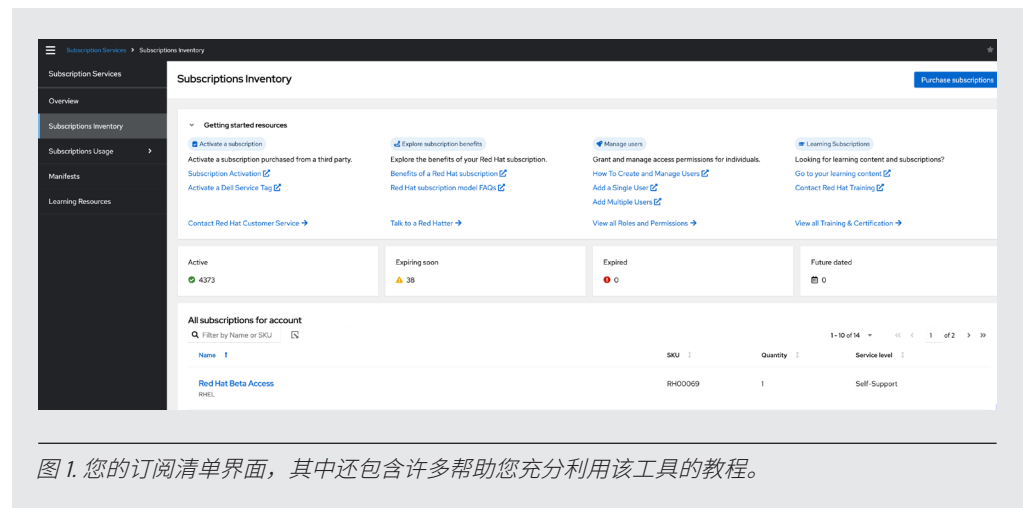 Subscription Services > Subscriptions Inventory
Subscription Services
Overview
Subscriptions Inventory
Subscriptions Usage
Manifests
Learning Resources
Subscriptions Inventory
Purchase subscriptions
Getting started resources
Activate a subscription
Activate a subscription purchased from a third party.
Subscription Activation
Activate a Dell Service Tag
Contact Red Hat Customer Service
Explore subscription benefits
Explore the benefits of your Red Hat subscription.
Benefits of a Red Hat subscription
Red Hat subscription model FAQs
Talk to a Red Hatter
Manage users
Grant and manage access permissions for individuals.
How To Create and Manage Users
Add a Single User
Add Multiple Users
View all Roles and Permissions
Learning Subscriptions
Looking for learning content and subscriptions?
Go to your learning content
Contact Red Hat Training
View all Training & Certification
Active
4373
Expiring soon
38
Expired
0
Future dated
0
All subscriptions for account
Filter by Name or SKU
1 - 10 of 14
1 of 2
Name SKU Quantity Service level
Red Hat Beta Access RH00069 1 Self-Support
RHEL
图 1. 您的订阅清单界面，其中还包含许多帮助您充分利用该工具的教程。